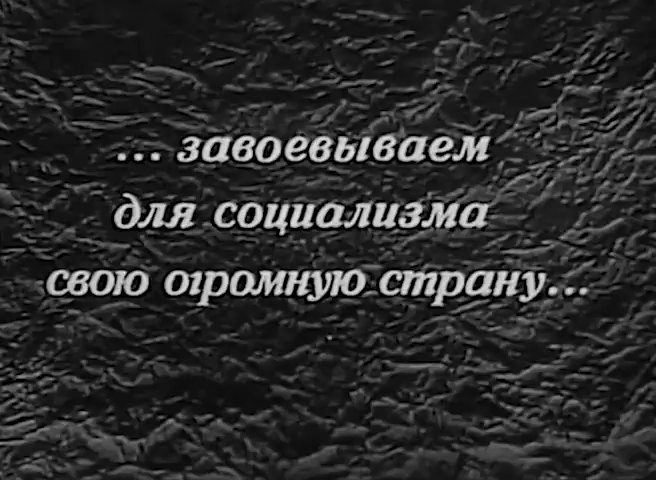 ... завоевываем
для социализма
свою огромную страну...